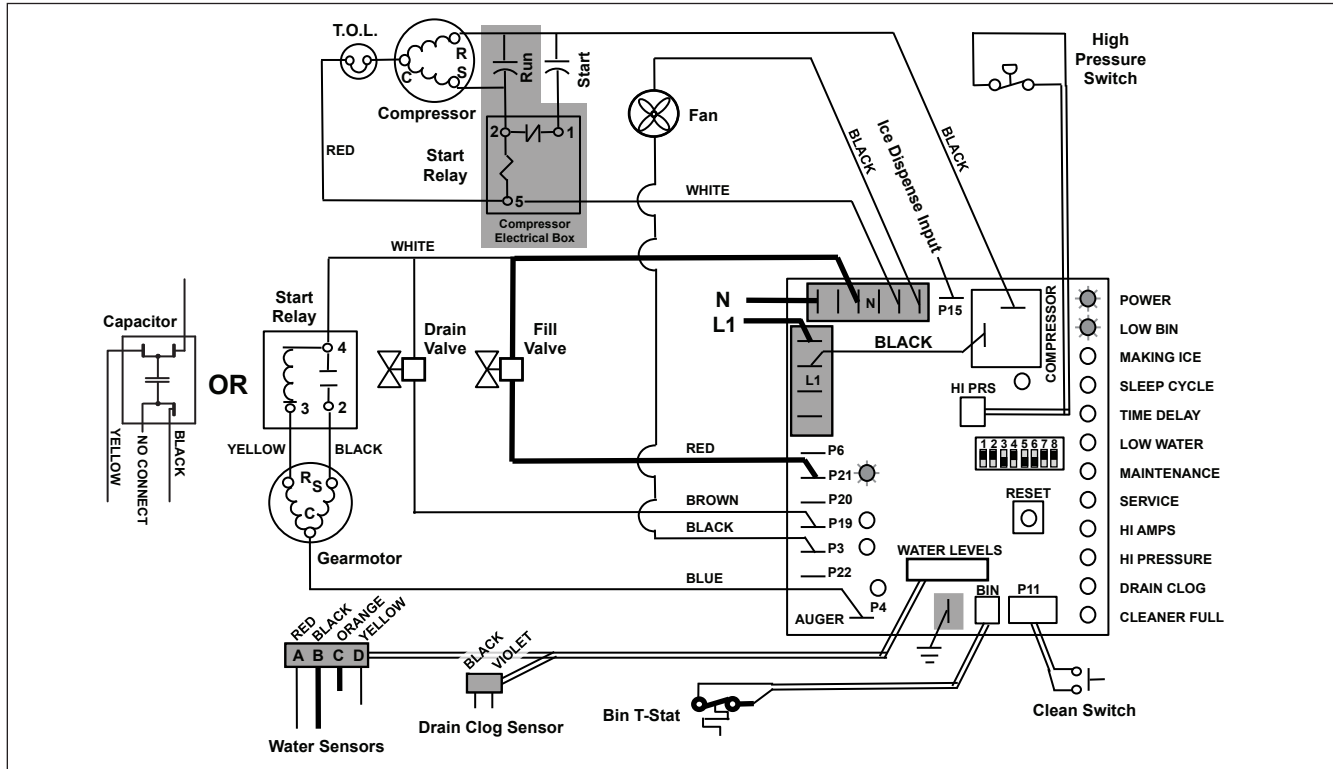 T.O.L.
R
S
C
Compressor
Run
Start
High
Pressure
Switch
Fan
BLACK
Ice Dispense Input
BLACK
RED
Start
Relay
2
1
5
Compressor
Electrical Box
WHITE
WHITE
Capacitor
YELLOW
NO CONNECT
BLACK
OR
Start
Relay
4
3
2
YELLOW
BLACK
R
S
C
Gearmotor
Drain
Valve
Fill
Valve
N
L1
N
P15
BLACK
L1
COMPRESSOR
HI PRS
1 2 3 4 5 6 7 8
RESET
RED
P6
P21
P20
BROWN
P19
BLACK
P3
P22
BLUE
P4
AUGER
WATER LEVELS
BIN
P11
POWER
LOW BIN
MAKING ICE
SLEEP CYCLE
TIME DELAY
LOW WATER
MAINTENANCE
SERVICE
HI AMPS
HI PRESSURE
DRAIN CLOG
CLEANER FULL
RED
BLACK
ORANGE
YELLOW
A B C D
Water Sensors
BLACK
VIOLET
Drain Clog Sensor
Bin T-Stat
Clean Switch